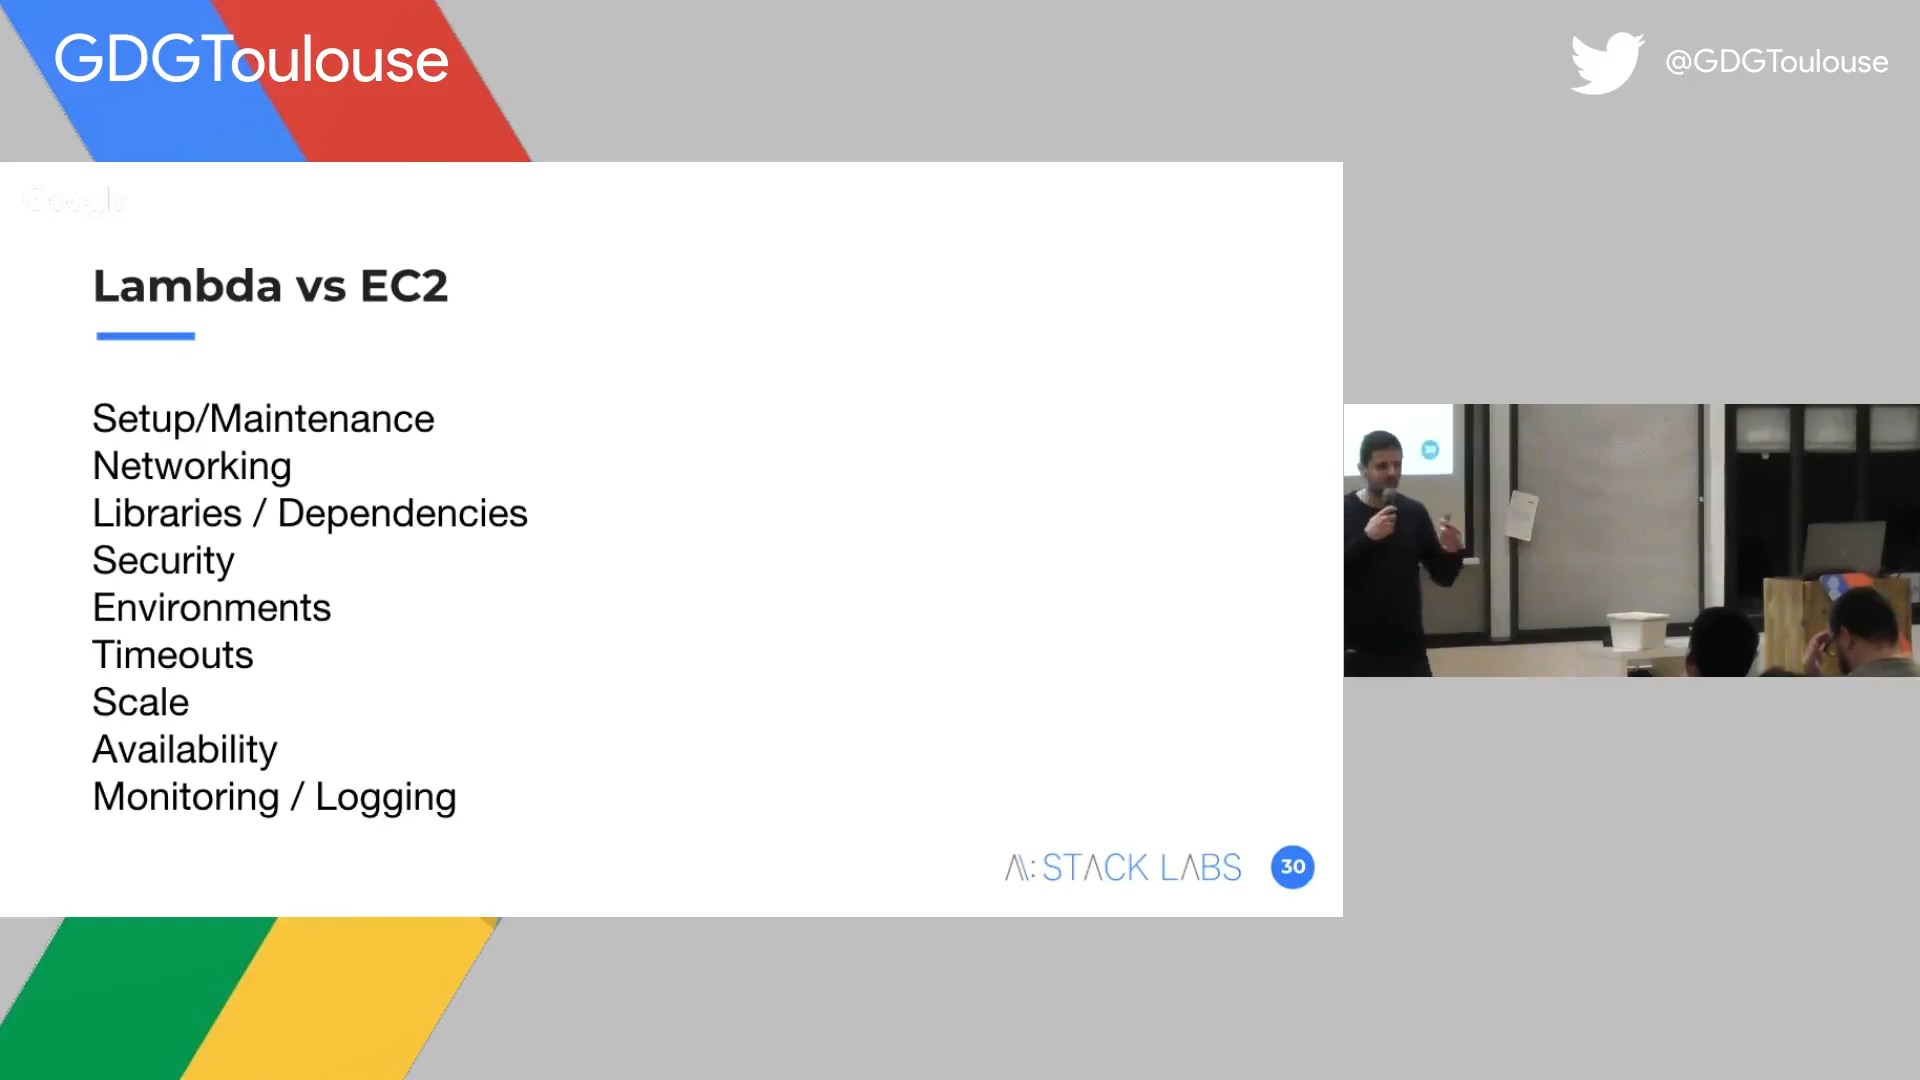 GDGToulouse
@GDGToulouse
Google
Lambda vs EC2
Setup/Maintenance
Networking
Libraries / Dependencies
Security
Environments
Timeouts
Scale
Availability
Monitoring / Logging
STACK LABS
30